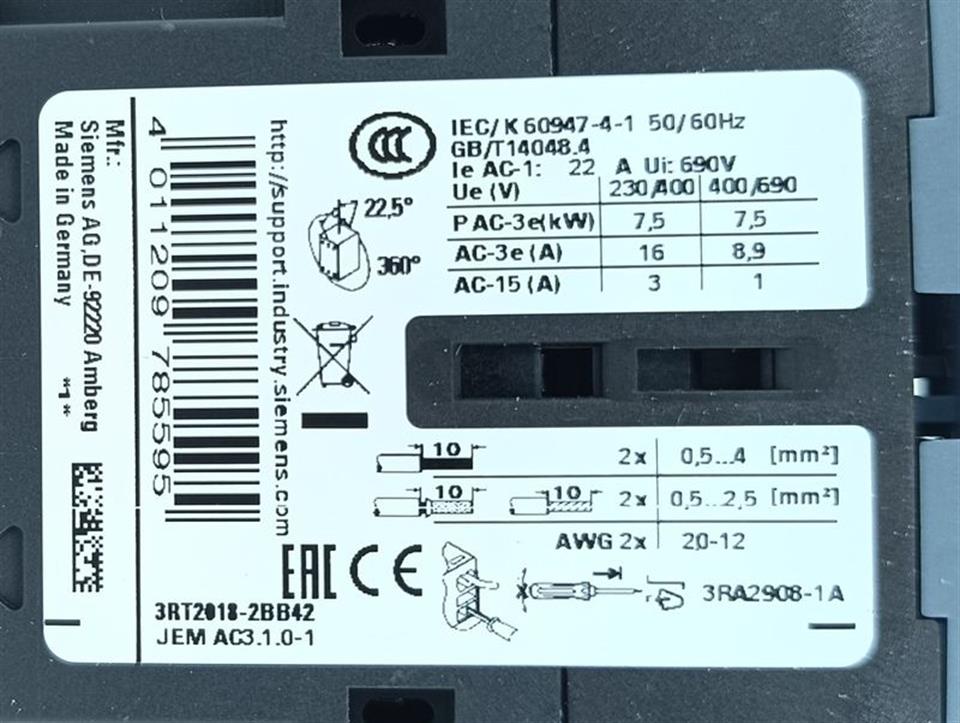 Mfr.:
Siemens AG,DE-92220 Amberg
Made in Germany
*1*
4 011209 785595
http://support.industry.siemens.com
CCC
IEC/K 60947-4-1 50/60Hz
GB/T14048.4
Ie AC-1: 22 A Ui: 690V
Ue (V) 230/400 400/690
P AC-3e(kW) 7,5 7,5
AC-3e (A) 16 8,9
AC-15 (A) 3 1
22,5°
360°
10 2x 0,5...4 [mm²]
10 10 2x 0,5...2,5 [mm²]
AWG 2x 20-12
EAC CE
3RA2908-1A
3RT2018-2BB42
JEM AC3.1.0-1